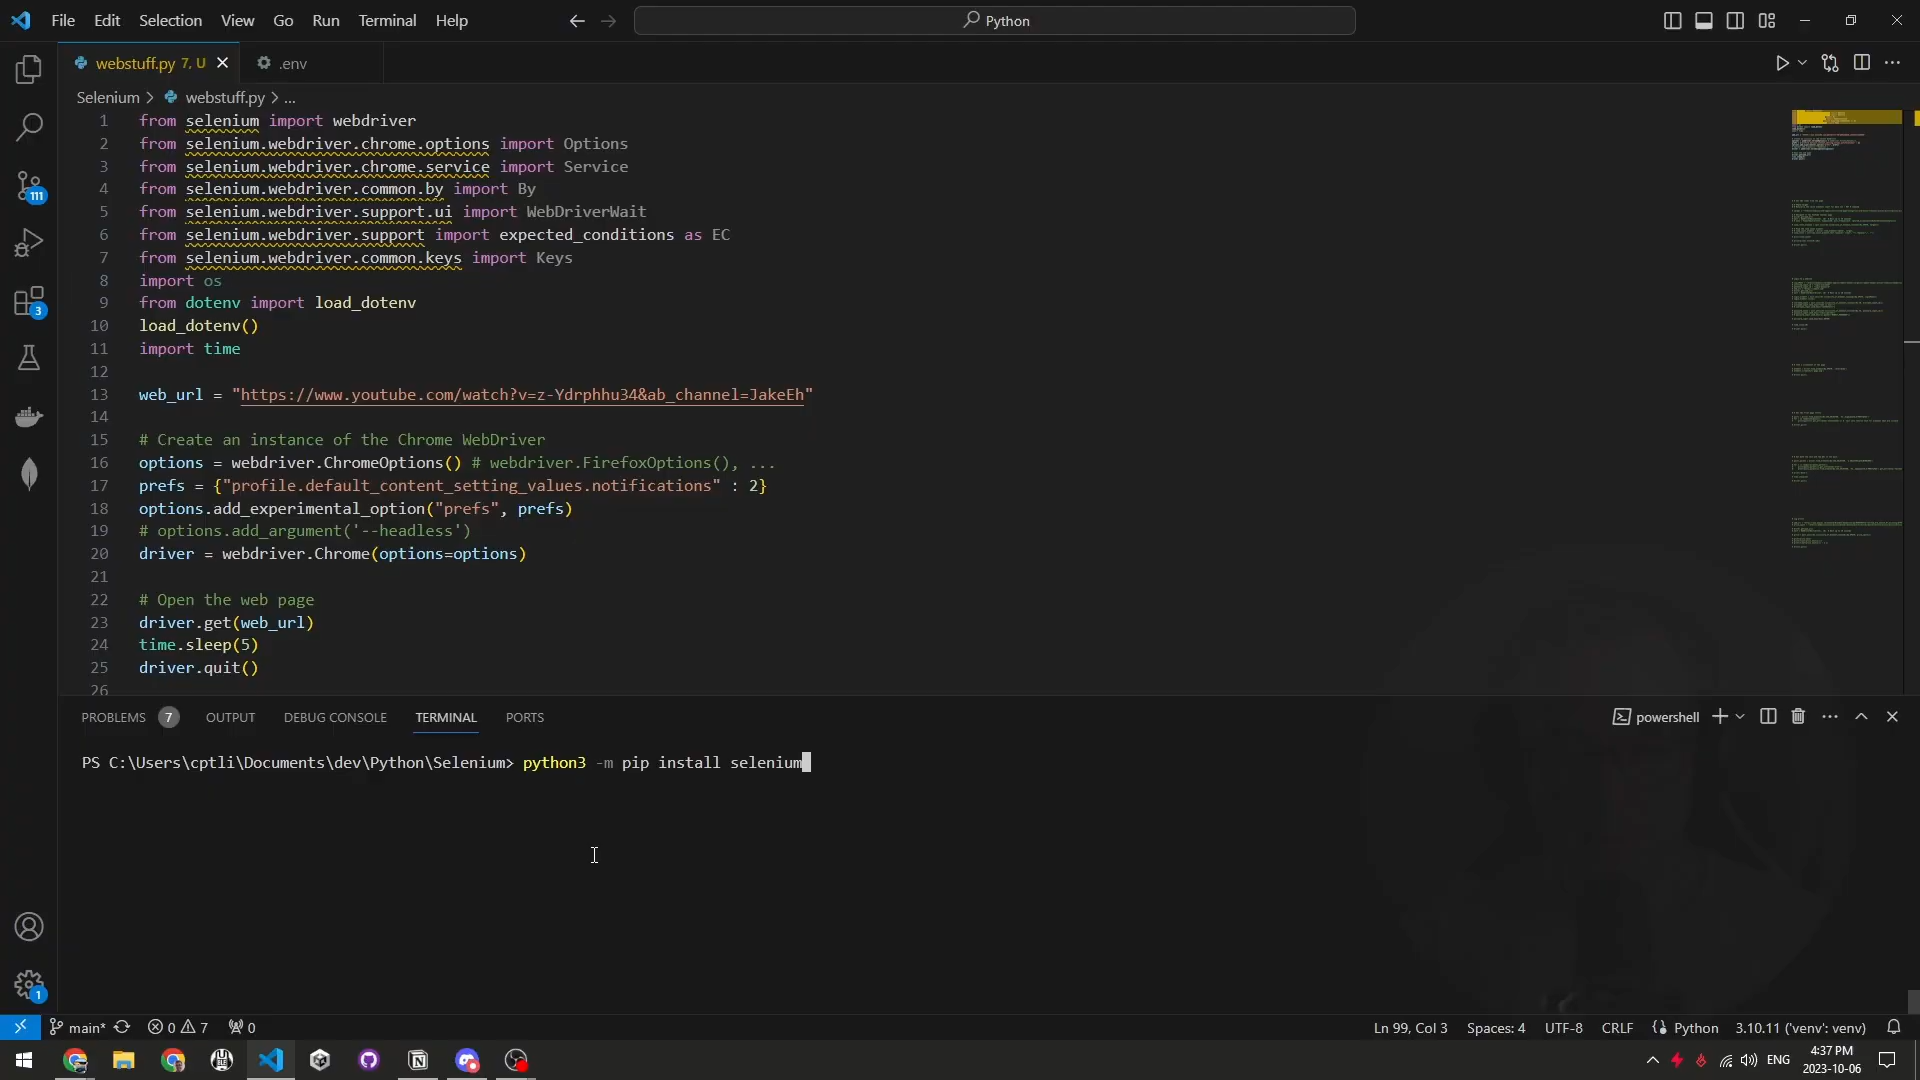 File Edit Selection View Go Run Terminal Help
Python
webstuff.py 7, U
.env
Selenium > webstuff.py > ...
1 from selenium import webdriver
2 from selenium.webdriver.chrome.options import Options
3 from selenium.webdriver.chrome.service import Service
4 from selenium.webdriver.common.by import By
5 from selenium.webdriver.support.ui import WebDriverWait
6 from selenium.webdriver.support import expected_conditions as EC
7 from selenium.webdriver.common.keys import Keys
8 import os
9 from dotenv import load_dotenv
10 load_dotenv()
11 import time
12
13 web_url = "https://www.youtube.com/watch?v=z-Ydrphhu34&ab_channel=JakeEh"
14
15 # Create an instance of the Chrome WebDriver
16 options = webdriver.ChromeOptions() # webdriver.FirefoxOptions(), ...
17 prefs = {"profile.default_content_setting_values.notifications" : 2}
18 options.add_experimental_option("prefs", prefs)
19 # options.add_argument('--headless')
20 driver = webdriver.Chrome(options=options)
21
22 # Open the web page
23 driver.get(web_url)
24 time.sleep(5)
25 driver.quit()
26
111
3
1
PROBLEMS 7 OUTPUT DEBUG CONSOLE TERMINAL PORTS
powershell
PS C:\Users\cptli\Documents\dev\Python\Selenium> python3 -m pip install selenium
main* 0 7 0
Ln 99, Col 3 Spaces: 4 UTF-8 CRLF Python 3.10.11 ('venv': venv)
ENG
4:37 PM
2023-10-06